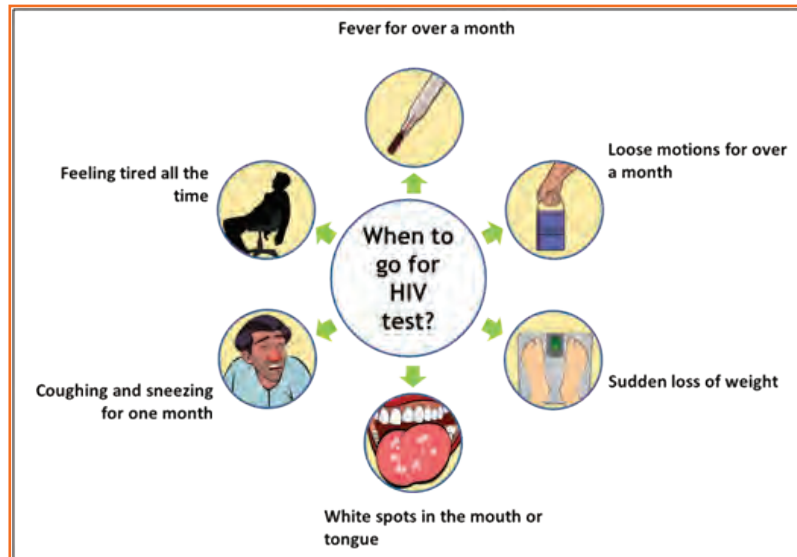 Fever for over a month
Loose motions for over
a month
Feeling tired all the
time
When to
go for
HIV
test?
Sudden loss of weight
Coughing and sneezing
for one month
White spots in the mouth or
tongue